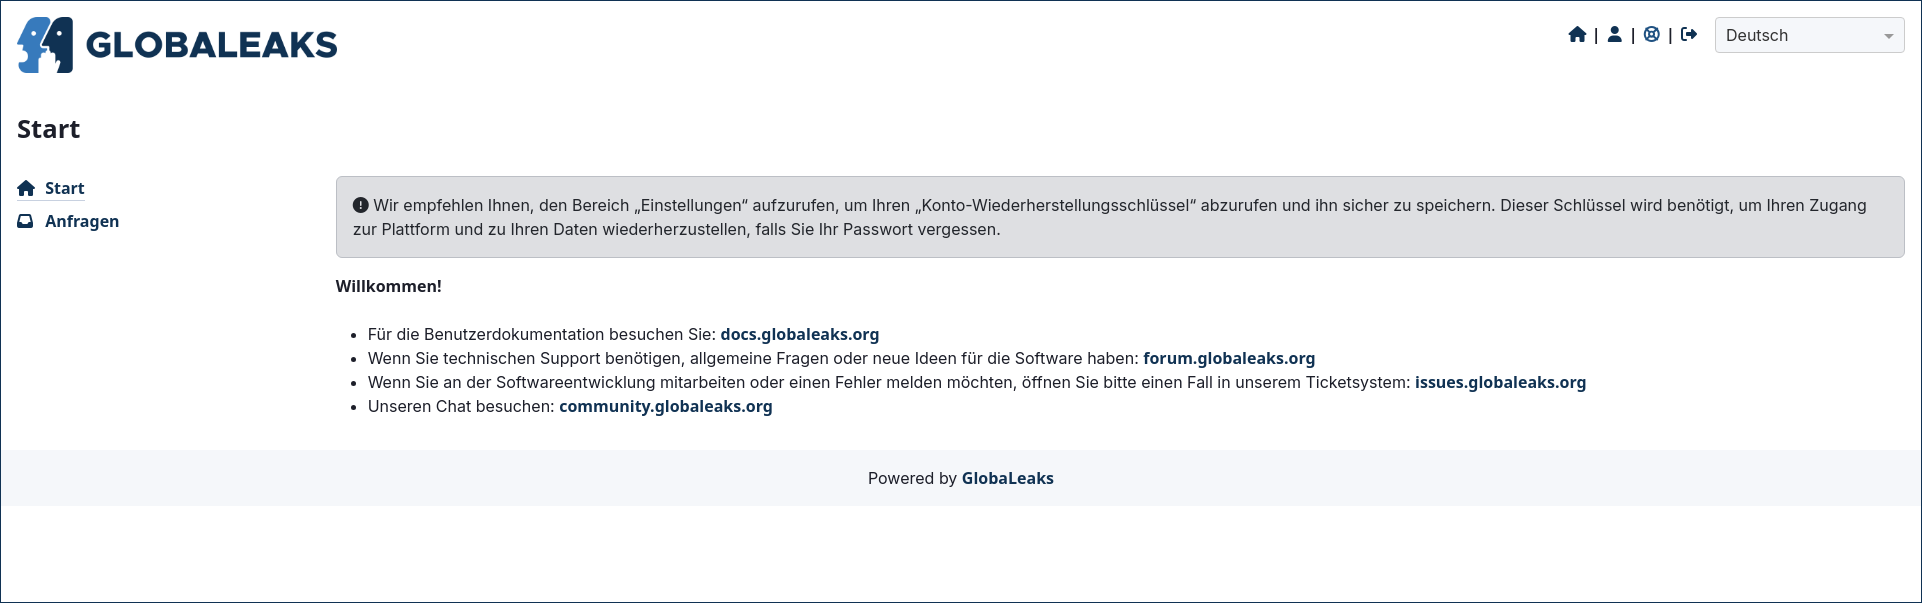 GLOBALEAKS
| | |
Deutsch
Start
Start
Anfragen
Wir empfehlen Ihnen, den Bereich „Einstellungen“ aufzurufen, um Ihren „Konto-Wiederherstellungsschlüssel“ abzurufen und ihn sicher zu speichern. Dieser Schlüssel wird benötigt, um Ihren Zugang
zur Plattform und zu Ihren Daten wiederherzustellen, falls Sie Ihr Passwort vergessen.
Willkommen!
• Für die Benutzerdokumentation besuchen Sie: docs.globaleaks.org
• Wenn Sie technischen Support benötigen, allgemeine Fragen oder neue Ideen für die Software haben: forum.globaleaks.org
• Wenn Sie an der Softwareentwicklung mitarbeiten oder einen Fehler melden möchten, öffnen Sie bitte einen Fall in unserem Ticketsystem: issues.globaleaks.org
• Unseren Chat besuchen: community.globaleaks.org
Powered by GlobaLeaks